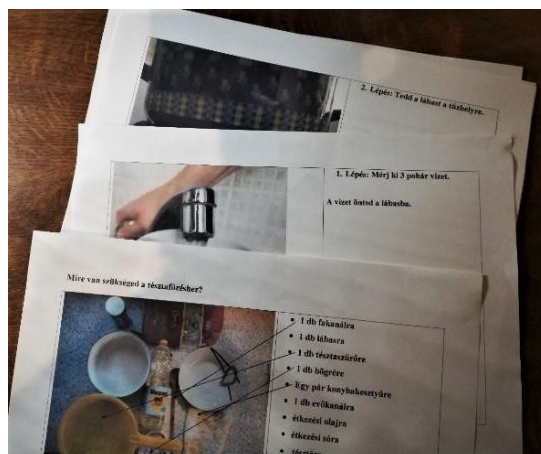 2. Lépés: Tedd a lábast a tűzhelyre.
1. Lépés: Mérj ki 3 pohár vizet.
A vizet öntsd a lábasba.
Mire van szükséged a tésztafőzéshez?
• 1 db fakanálra
• 1 db lábasra
• 1 db tésztaszűrőre
• 1 db bögrére
• Egy pár konyhakesztyűre
• 1 db evőkanálra
• étkezési olajra
• étkezési sóra